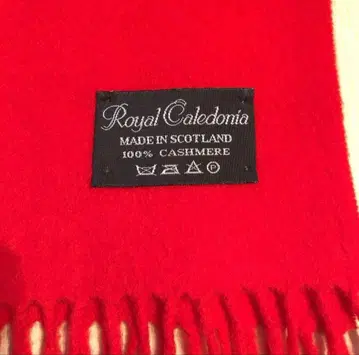 Royal Caledonia
MADE IN SCOTLAND
100% CASHMERE